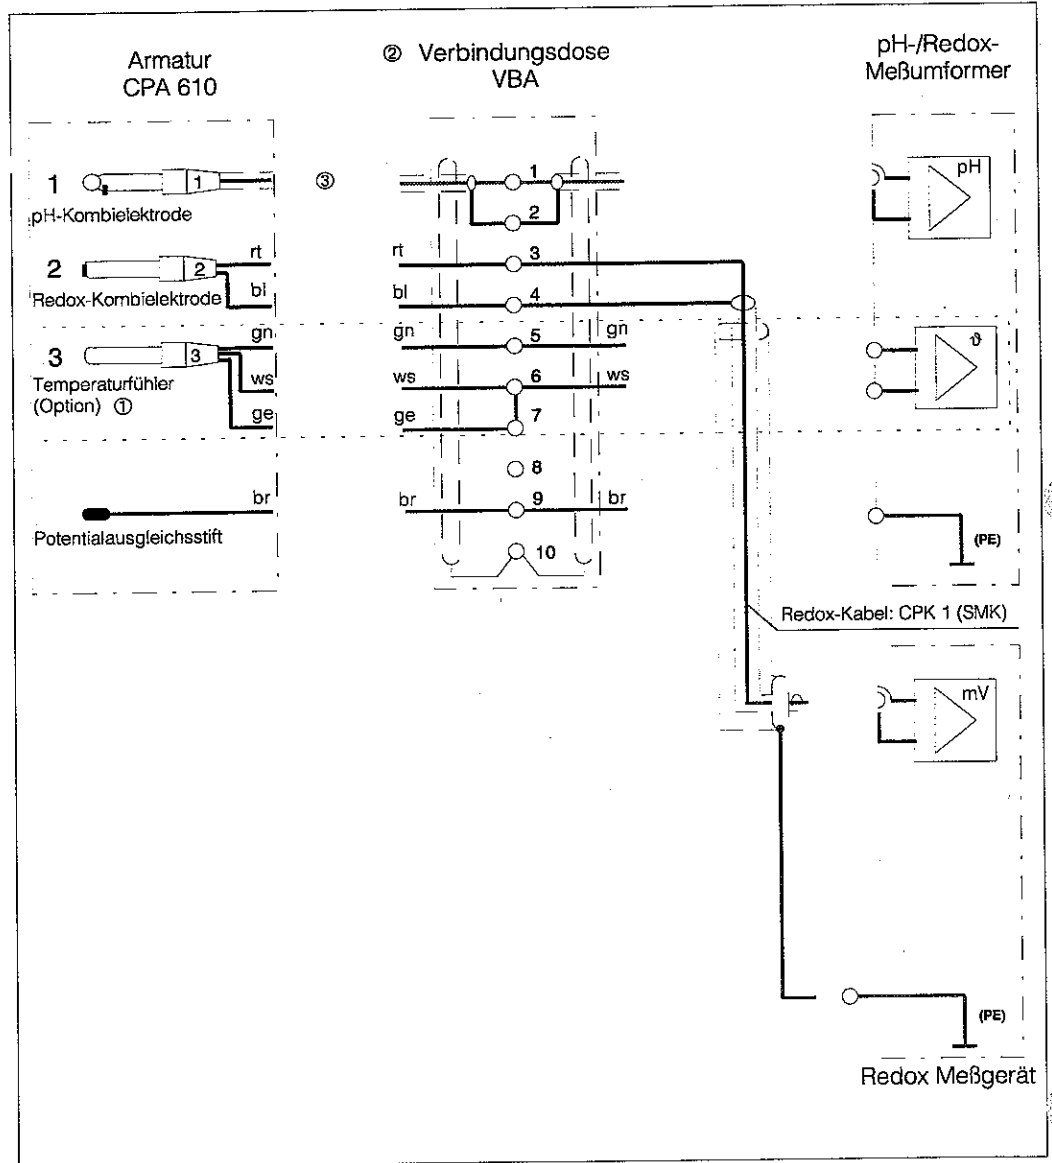 Armatur
CPA 610
② Verbindungsdose
VBA
pH-/Redox-
Meßumformer
1
1
pH-Kombielektrode
③
1
2
pH
2
2
Redox-Kombielektrode
rt
bl
rt
bl
3
4
3
3
Temperaturfühler
(Option) ①
gn
ws
ge
gn
ws
ge
5
6
7
gn
ws
ϑ
8
br
Potentialausgleichsstift
br
9
br
10
(PE)
Redox-Kabel: CPK 1 (SMK)
mV
(PE)
Redox Meßgerät